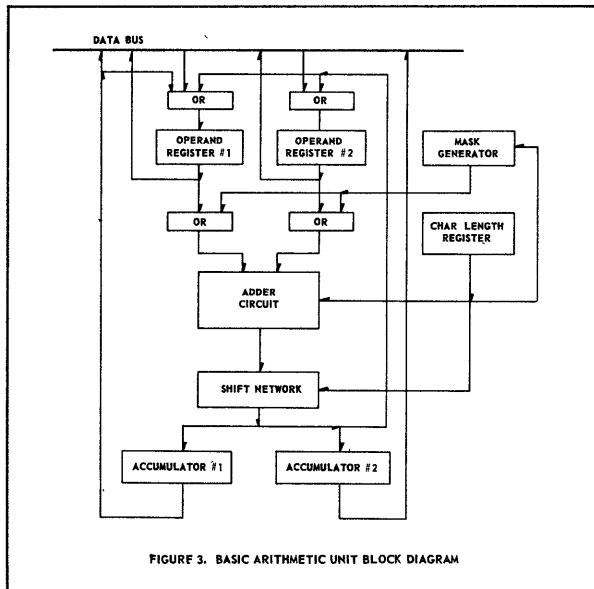 DATA BUS
OR
OR
OPERAND
REGISTER #1
OPERAND
REGISTER #2
MASK
GENERATOR
OR
OR
CHAR LENGTH
REGISTER
ADDER
CIRCUIT
SHIFT NETWORK
ACCUMULATOR #1
ACCUMULATOR #2
FIGURE 3. BASIC ARITHMETIC UNIT BLOCK DIAGRAM